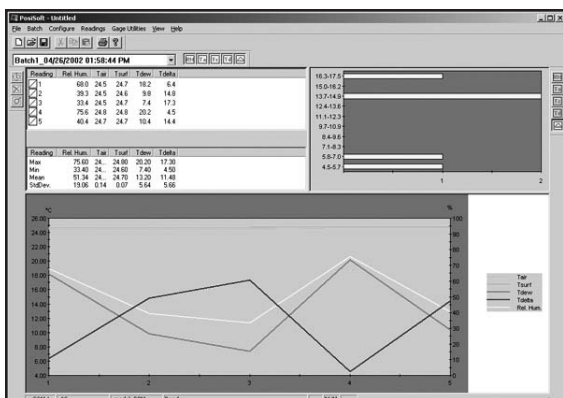 PosiSoft - Untitled
File Batch Configure Readings Gage Utilities View Help
Batch1_04/26/2002 01:58:44 PM
Reading Rel. Hum. Tair Tsurf Tdew Tdelta
1 68.0 24.5 24.7 18.2 6.4
2 39.3 24.5 24.6 9.8 14.8
3 33.4 24.5 24.7 7.4 17.3
4 75.6 24.8 24.8 20.2 4.5
5 40.4 24.7 24.7 10.4 14.4
Reading Rel. Hum. Tair Tsurf Tdew Tdelta
Max 75.60 24... 24.80 20.20 17.30
Min 33.40 24... 24.60 7.40 4.50
Mean 51.34 24... 24.70 13.20 11.48
StdDev. 19.06 0.14 0.07 5.64 5.66
16.3-17.5
15.0-16.2
13.7-14.9
12.4-13.6
11.1-12.3
9.7-10.9
8.4-9.6
7.1-8.3
5.8-7.0
4.5-5.7
0 1 2
°C %
26.00 100
24.00 90
22.00 80
20.00 70
18.00 60
16.00
14.00 50
12.00 40
10.00 30
8.00 20
6.00 10
4.00 0
1 2 3 4 5
Tair
Tsurf
Tdew
Tdelta
Rel. Hum.